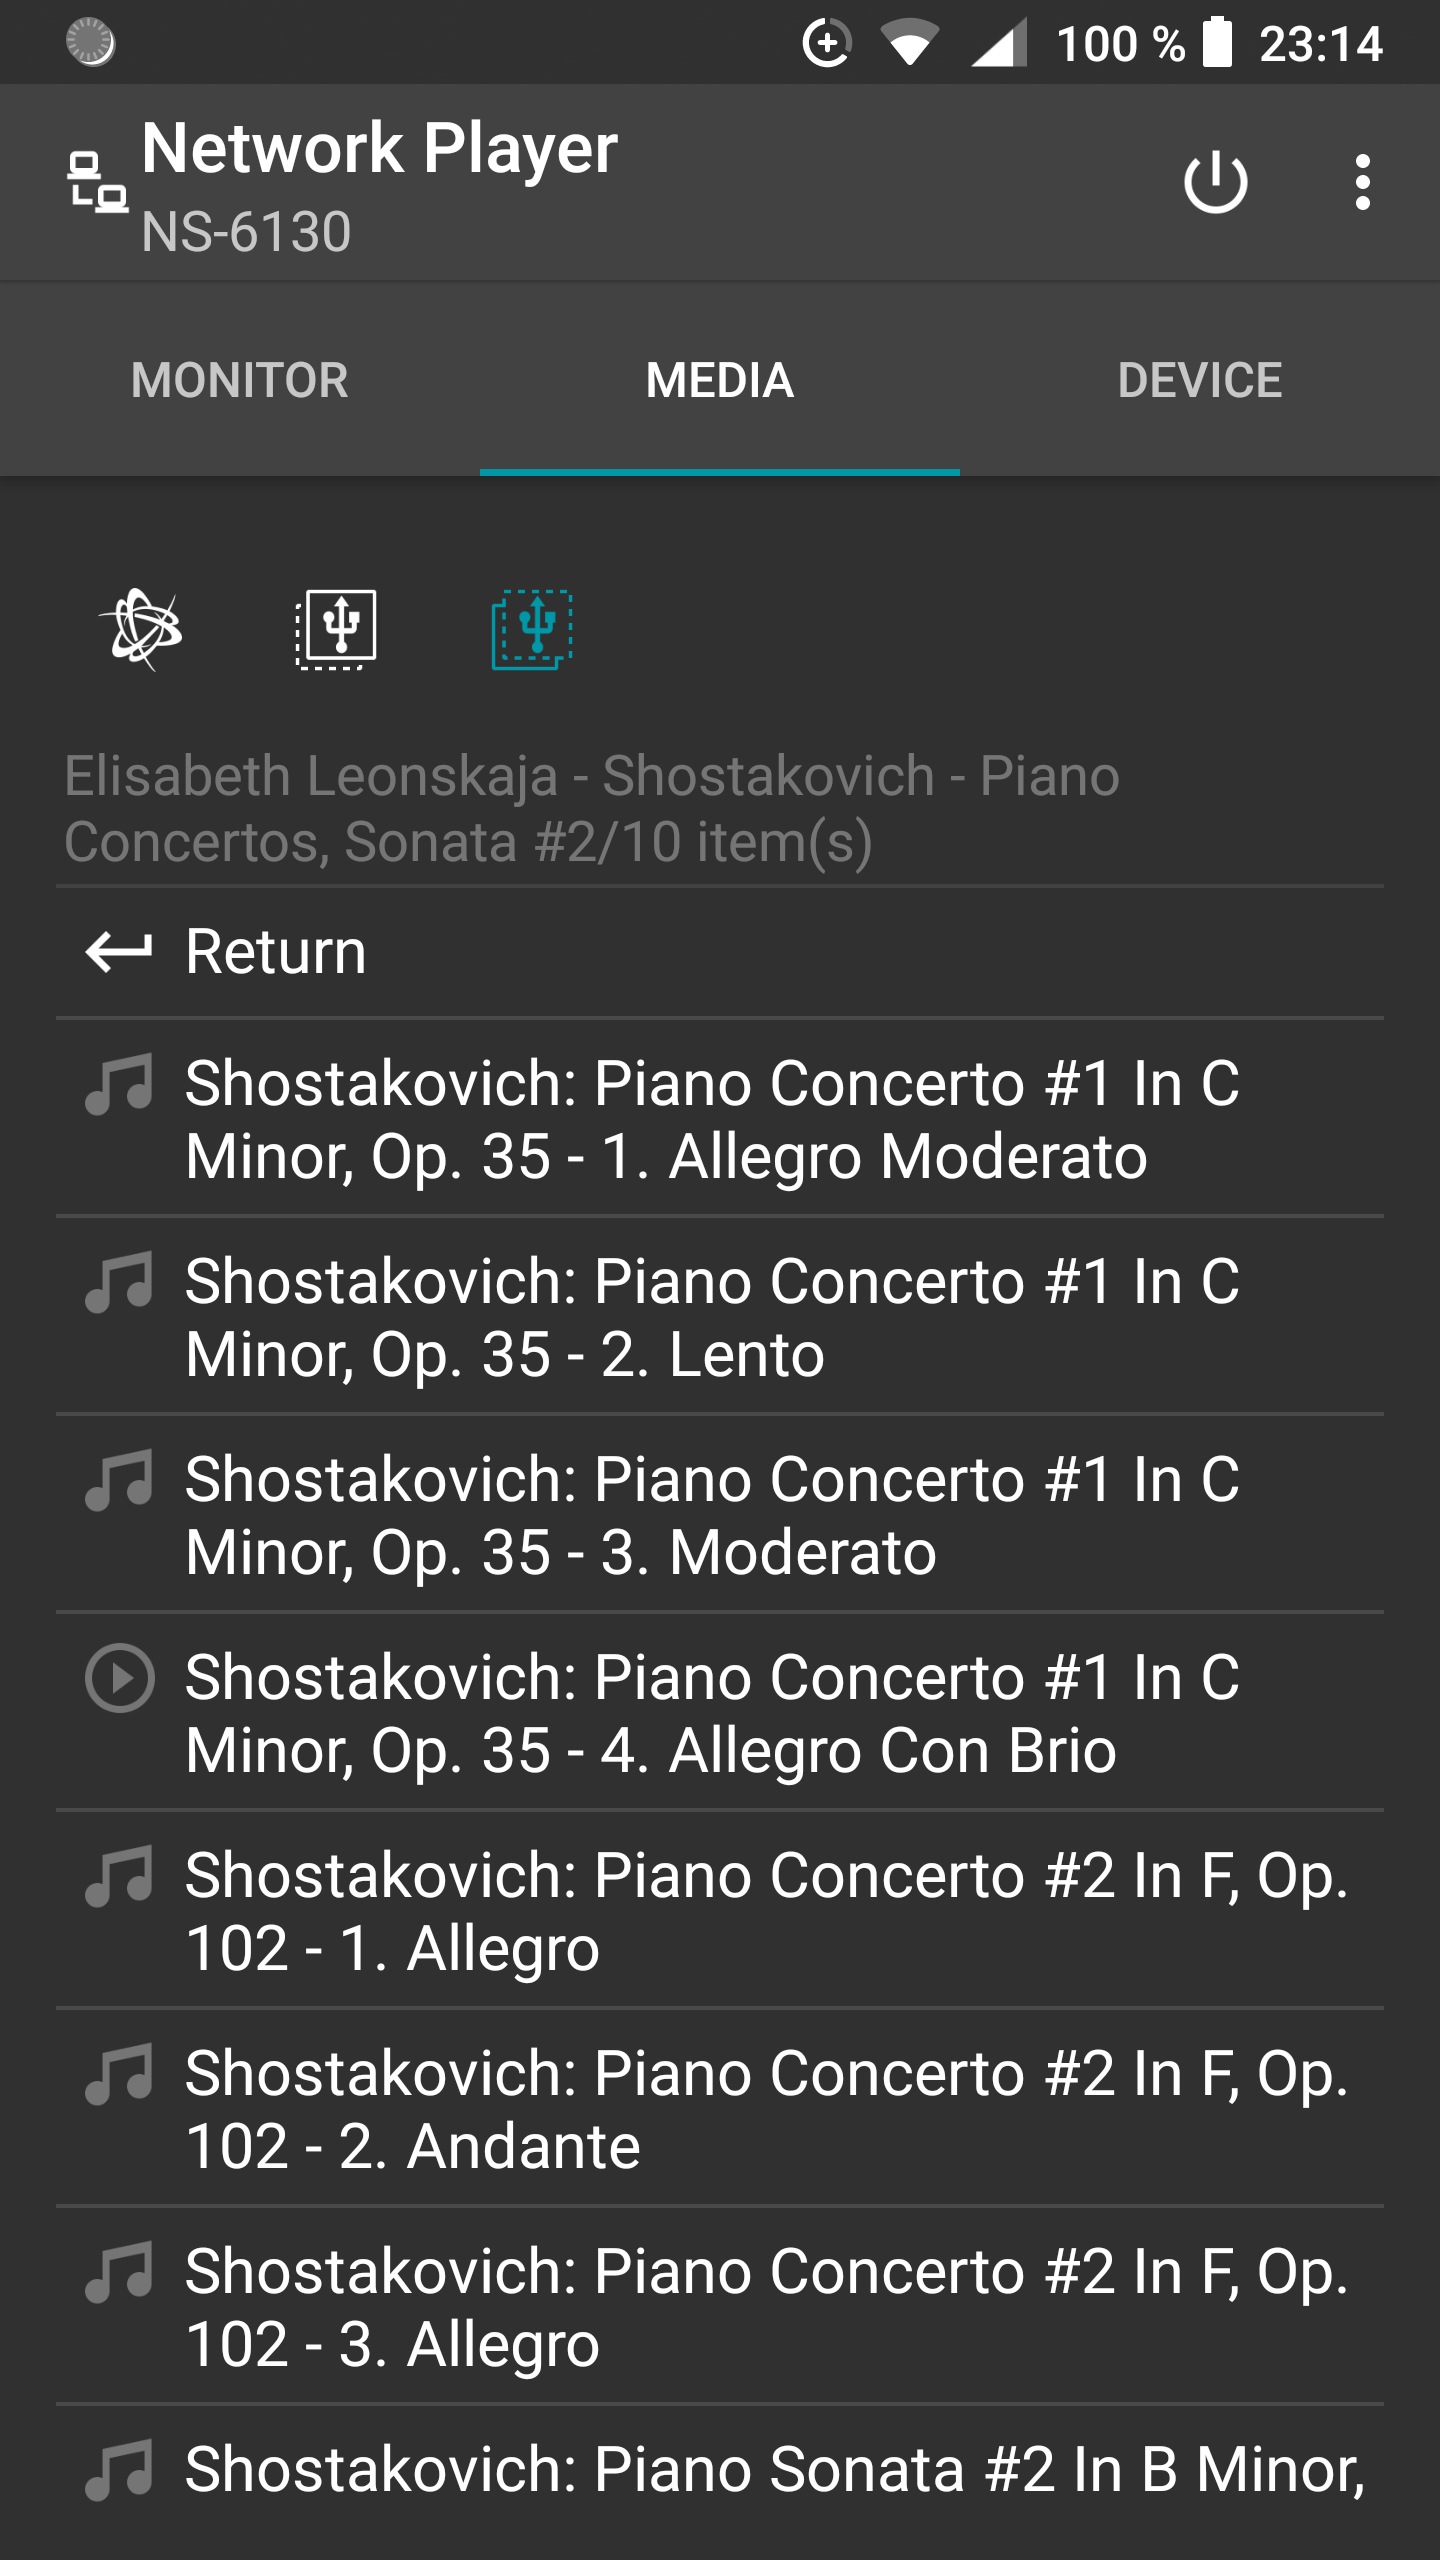 100 % 23:14
Network Player
NS-6130
MONITOR MEDIA DEVICE
Elisabeth Leonskaja - Shostakovich - Piano
Concertos, Sonata #2/10 item(s)
Return
Shostakovich: Piano Concerto #1 In C
Minor, Op. 35 - 1. Allegro Moderato
Shostakovich: Piano Concerto #1 In C
Minor, Op. 35 - 2. Lento
Shostakovich: Piano Concerto #1 In C
Minor, Op. 35 - 3. Moderato
Shostakovich: Piano Concerto #1 In C
Minor, Op. 35 - 4. Allegro Con Brio
Shostakovich: Piano Concerto #2 In F, Op.
102 - 1. Allegro
Shostakovich: Piano Concerto #2 In F, Op.
102 - 2. Andante
Shostakovich: Piano Concerto #2 In F, Op.
102 - 3. Allegro
Shostakovich: Piano Sonata #2 In B Minor,